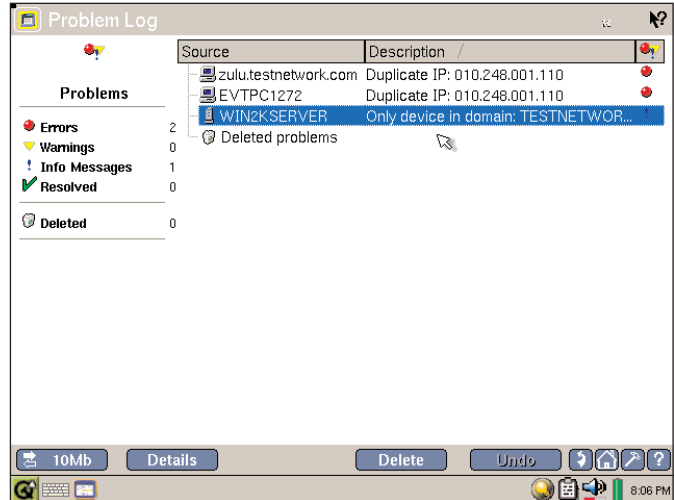 Problem Log
Source Description
zulu.testnetwork.com Duplicate IP: 010.248.001.110
EVTPC1272 Duplicate IP: 010.248.001.110
WIN2KSERVER Only device in domain: TESTNETWOR...
Deleted problems
Problems
Errors 2
Warnings 0
Info Messages 1
Resolved 0
Deleted 0
10Mb Details Delete Undo ?
8:06 PM